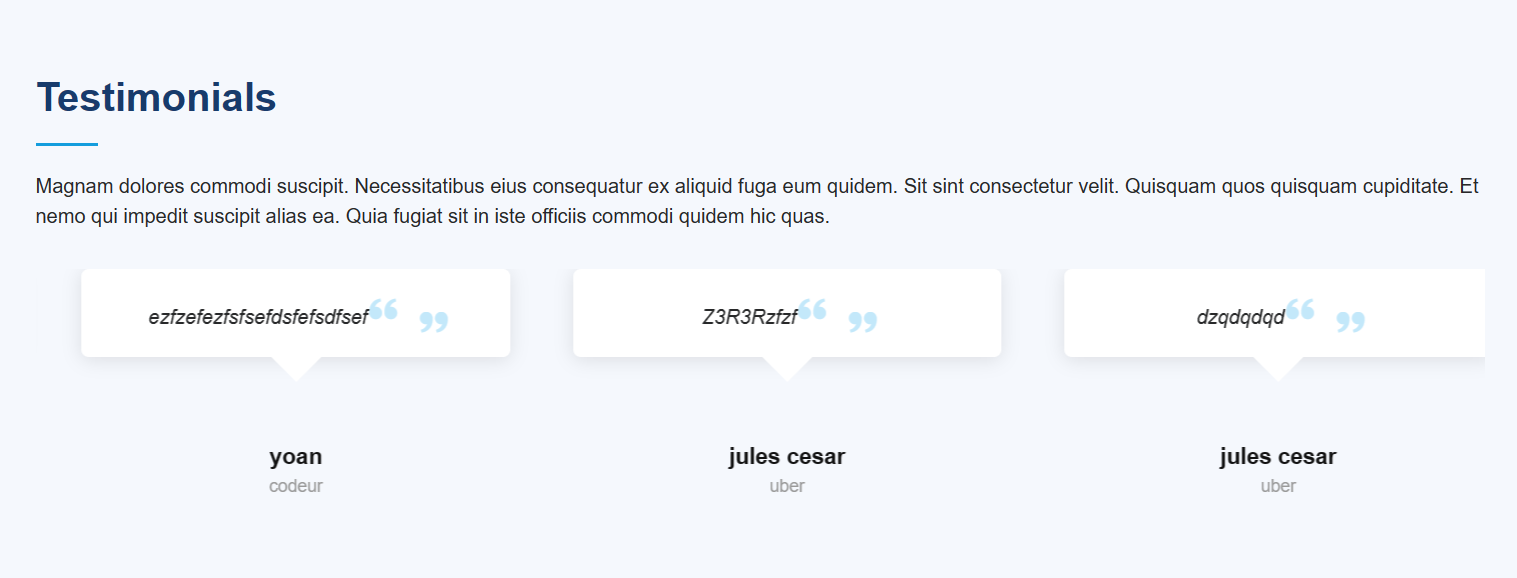 Testimonials
Magnam dolores commodi suscipit. Necessitatibus eius consequatur ex aliquid fuga eum quidem. Sit sint consectetur velit. Quisquam quos quisquam cupiditate. Et
nemo qui impedit suscipit alias ea. Quia fugiat sit in iste officiis commodi quidem hic quas.
ezfzefezfsfsefdsfefsdfsef“ ”
Z3R3Rzfzf“ ”
dzqdqdqd“ ”
yoan
codeur
jules cesar
uber
jules cesar
uber